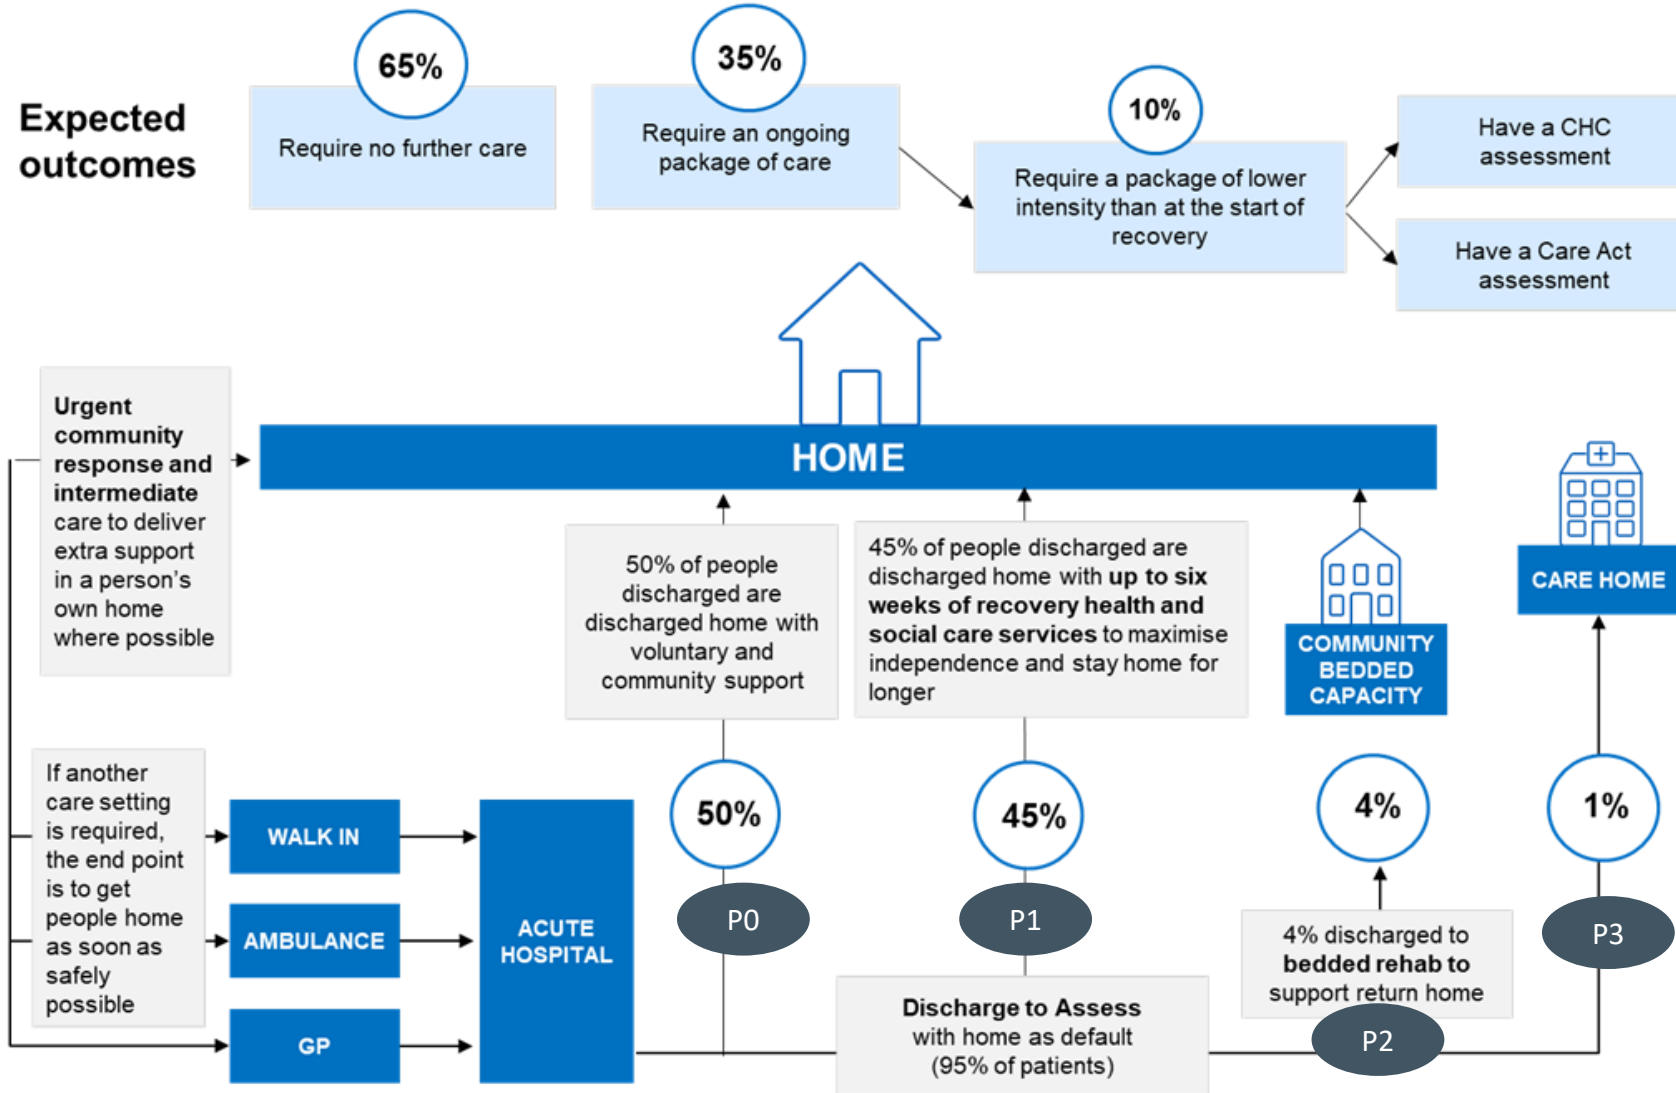 65%
35%
10%
Expected
outcomes
Require no further care
Require an ongoing
package of care
Require a package of lower
intensity than at the start of
recovery
Have a CHC
assessment
Have a Care Act
assessment
Urgent
community
response and
intermediate
care to deliver
extra support
in a person's
own home
where possible
HOME
50% of people
discharged are
discharged home with
voluntary and
community support
45% of people discharged are
discharged home with up to six
weeks of recovery health and
social care services to maximise
independence and stay home for
longer
COMMUNITY
BEDDED
CAPACITY
CARE HOME
If another
care setting
is required,
the end point
is to get
people home
as soon as
safely
possible
WALK IN
AMBULANCE
GP
ACUTE
HOSPITAL
50%
45%
4%
1%
P0
P1
4% discharged to
bedded rehab to
support return home
P2
P3
Discharge to Assess
with home as default
(95% of patients)